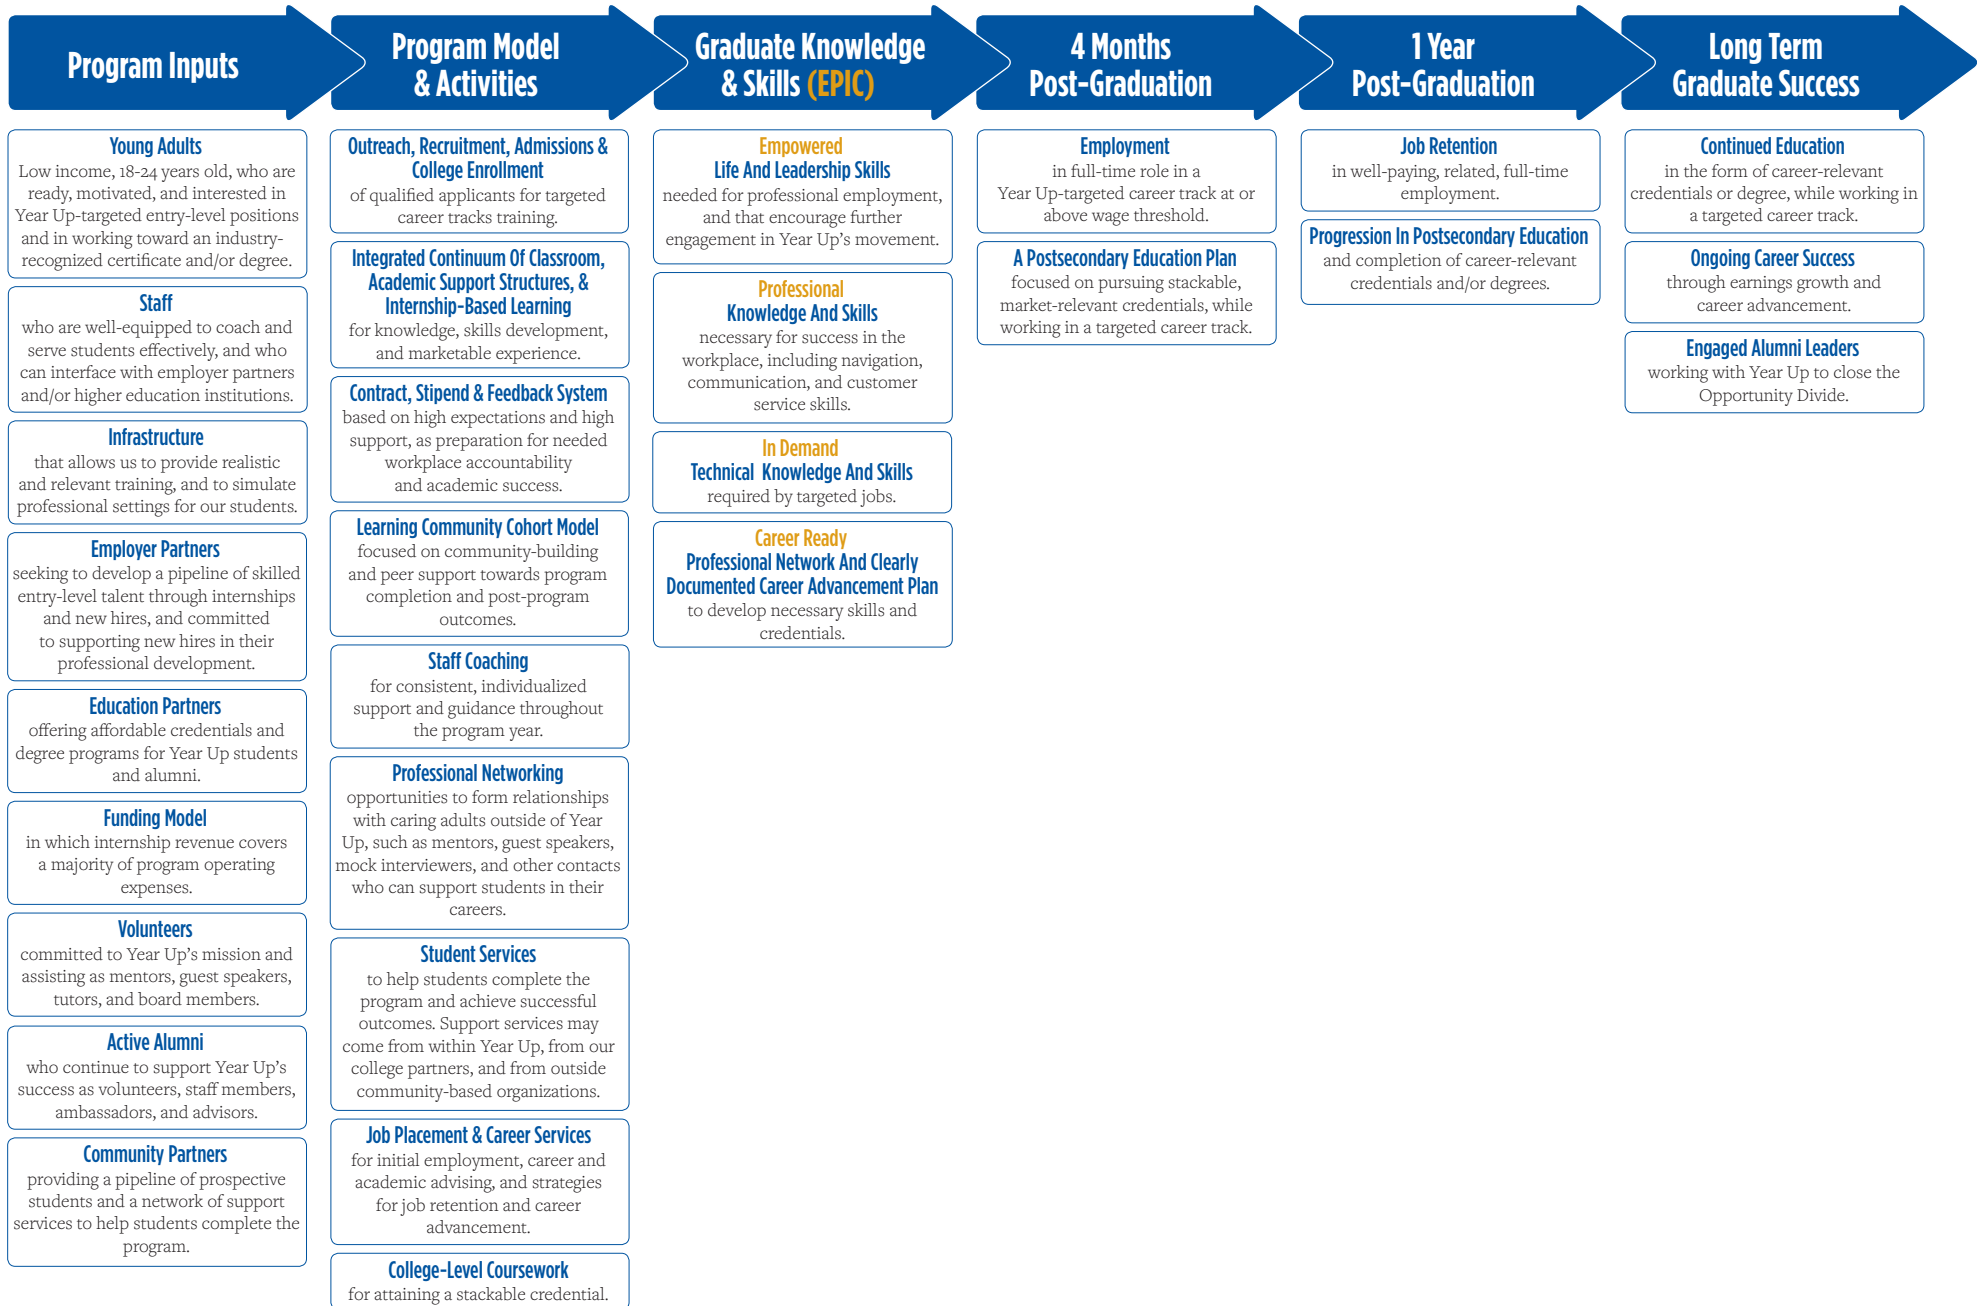 Program Inputs
Young Adults
Low income, 18-24 years old, who are
ready, motivated, and interested in
Year Up-targeted entry-level positions
and in working toward an industry-
recognized certificate and/or degree.
Staff
who are well-equipped to coach and
serve students effectively, and who
can interface with employer partners
and/or higher education institutions.
Infrastructure
that allows us to provide realistic
and relevant training, and to simulate
professional settings for our students.
Employer Partners
seeking to develop a pipeline of skilled
entry-level talent through internships
and new hires, and committed
to supporting new hires in their
professional development.
Education Partners
offering affordable credentials and
degree programs for Year Up students
and alumni.
Funding Model
in which internship revenue covers
a majority of program operating
expenses.
Volunteers
committed to Year Up's mission and
assisting as mentors, guest speakers,
tutors, and board members.
Active Alumni
who continue to support Year Up's
success as volunteers, staff members,
ambassadors, and advisors.
Community Partners
providing a pipeline of prospective
students and a network of support
services to help students complete the
program.
Program Model
& Activities
Outreach, Recruitment, Admissions &
College Enrollment
of qualified applicants for targeted
career tracks training.
Integrated Continuum Of Classroom,
Academic Support Structures, &
Internship-Based Learning
for knowledge, skills development,
and marketable experience.
Contract, Stipend & Feedback System
based on high expectations and high
support, as preparation for needed
workplace accountability
and academic success.
Learning Community Cohort Model
focused on community-building
and peer support towards program
completion and post-program
outcomes.
Staff Coaching
for consistent, individualized
support and guidance throughout
the program year.
Professional Networking
opportunities to form relationships
with caring adults outside of Year
Up, such as mentors, guest speakers,
mock interviewers, and other contacts
who can support students in their
careers.
Student Services
to help students complete the
program and achieve successful
outcomes. Support services may
come from within Year Up, from our
college partners, and from outside
community-based organizations.
Job Placement & Career Services
for initial employment, career and
academic advising, and strategies
for job retention and career
advancement.
College-Level Coursework
for attaining a stackable credential.
Graduate Knowledge
& Skills (EPIC)
Empowered
Life And Leadership Skills
needed for professional employment,
and that encourage further
engagement in Year Up's movement.
Professional
Knowledge And Skills
necessary for success in the
workplace, including navigation,
communication, and customer
service skills.
In Demand
Technical Knowledge And Skills
required by targeted jobs.
Career Ready
Professional Network And Clearly
Documented Career Advancement Plan
to develop necessary skills and
credentials.
4 Months
Post-Graduation
Employment
in full-time role in a
Year Up-targeted career track at or
above wage threshold.
A Postsecondary Education Plan
focused on pursuing stackable,
market-relevant credentials, while
working in a targeted career track.
1 Year
Post-Graduation
Job Retention
in well-paying, related, full-time
employment.
Progression In Postsecondary Education
and completion of career-relevant
credentials and/or degrees.
Long Term
Graduate Success
Continued Education
in the form of career-relevant
credentials or degree, while working in
a targeted career track.
Ongoing Career Success
through earnings growth and
career advancement.
Engaged Alumni Leaders
working with Year Up to close the
Opportunity Divide.